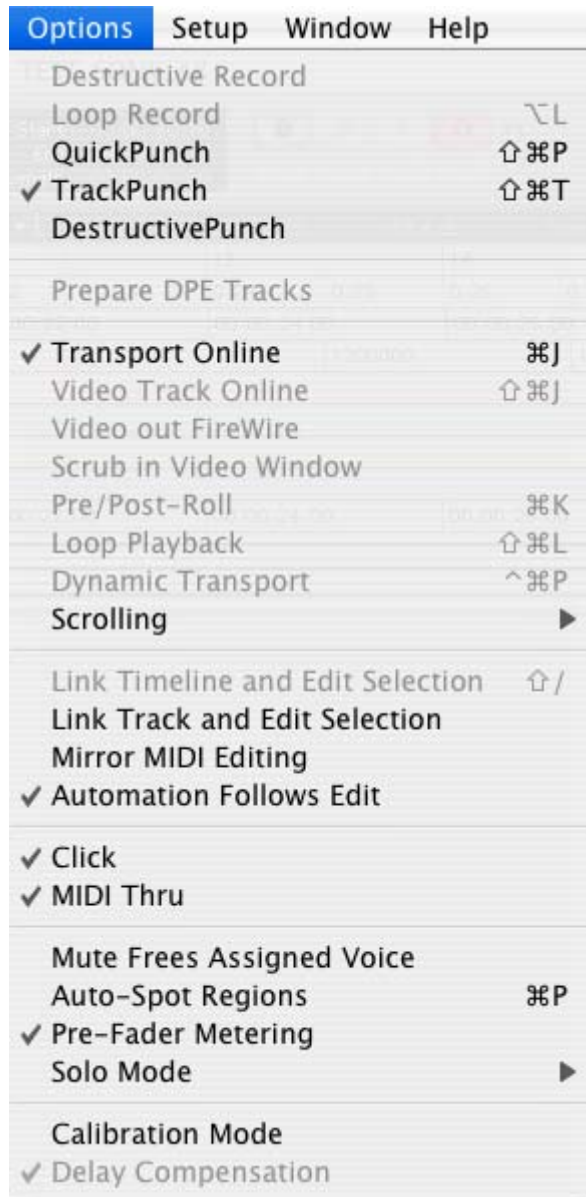 Options Setup Window Help
Destructive Record
Loop Record ⌥L
QuickPunch ⇧⌘P
✓ TrackPunch ⇧⌘T
DestructivePunch
Prepare DPE Tracks
✓ Transport Online ⌘J
Video Track Online ⇧⌘J
Video out FireWire
Scrub in Video Window
Pre/Post-Roll ⌘K
Loop Playback ⇧⌘L
Dynamic Transport ^⌘P
Scrolling ▶
Link Timeline and Edit Selection ⇧/
Link Track and Edit Selection
Mirror MIDI Editing
✓ Automation Follows Edit
✓ Click
✓ MIDI Thru
Mute Frees Assigned Voice
Auto-Spot Regions ⌘P
✓ Pre-Fader Metering
Solo Mode ▶
Calibration Mode
✓ Delay Compensation